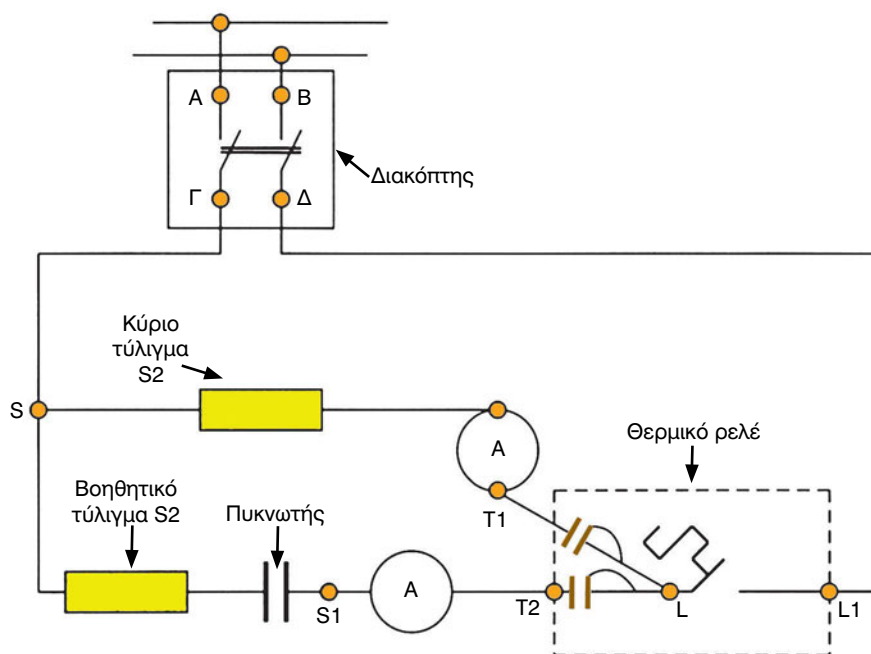 Α Β
Γ Δ
Διακόπτης
Κύριο
τύλιγμα
S2
S
Α
Θερμικό ρελέ
Βοηθητικό
τύλιγμα S2
Πυκνωτής
T1
S1
Α
T2
L
L1